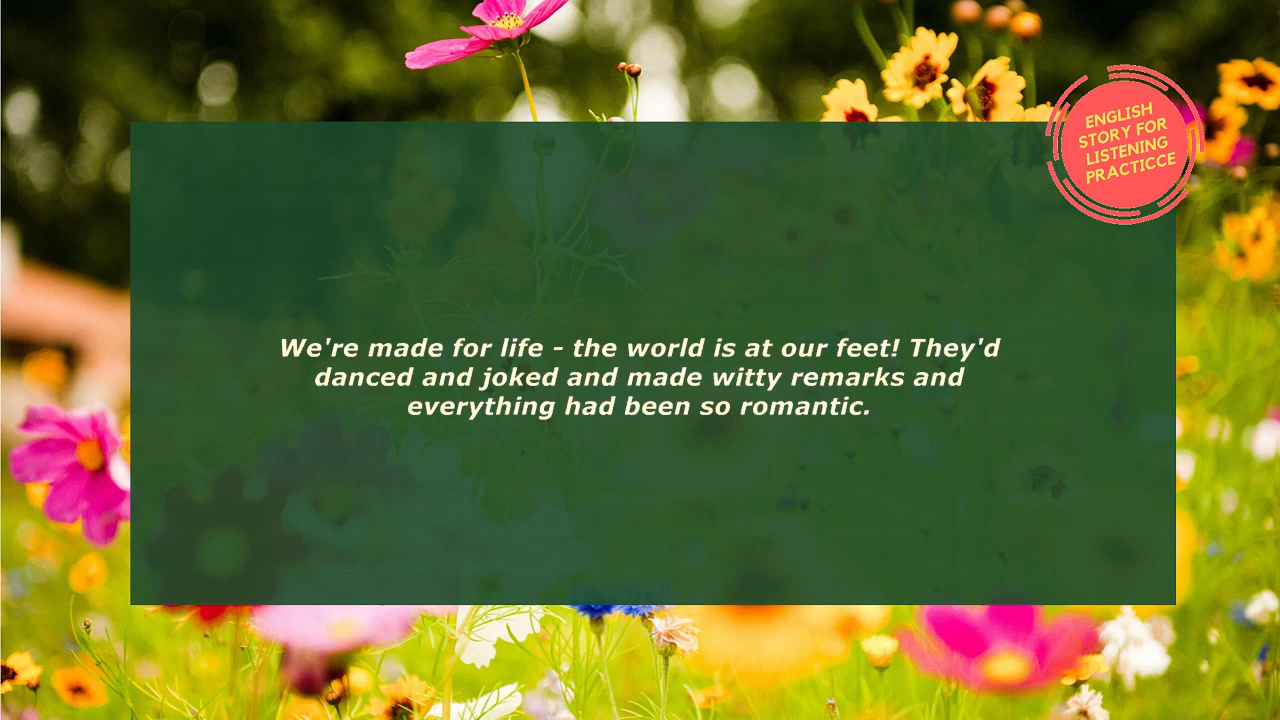 ENGLISH
STORY FOR
LISTENING
PRACTICCE
We're made for life - the world is at our feet! They'd
danced and joked and made witty remarks and
everything had been so romantic.